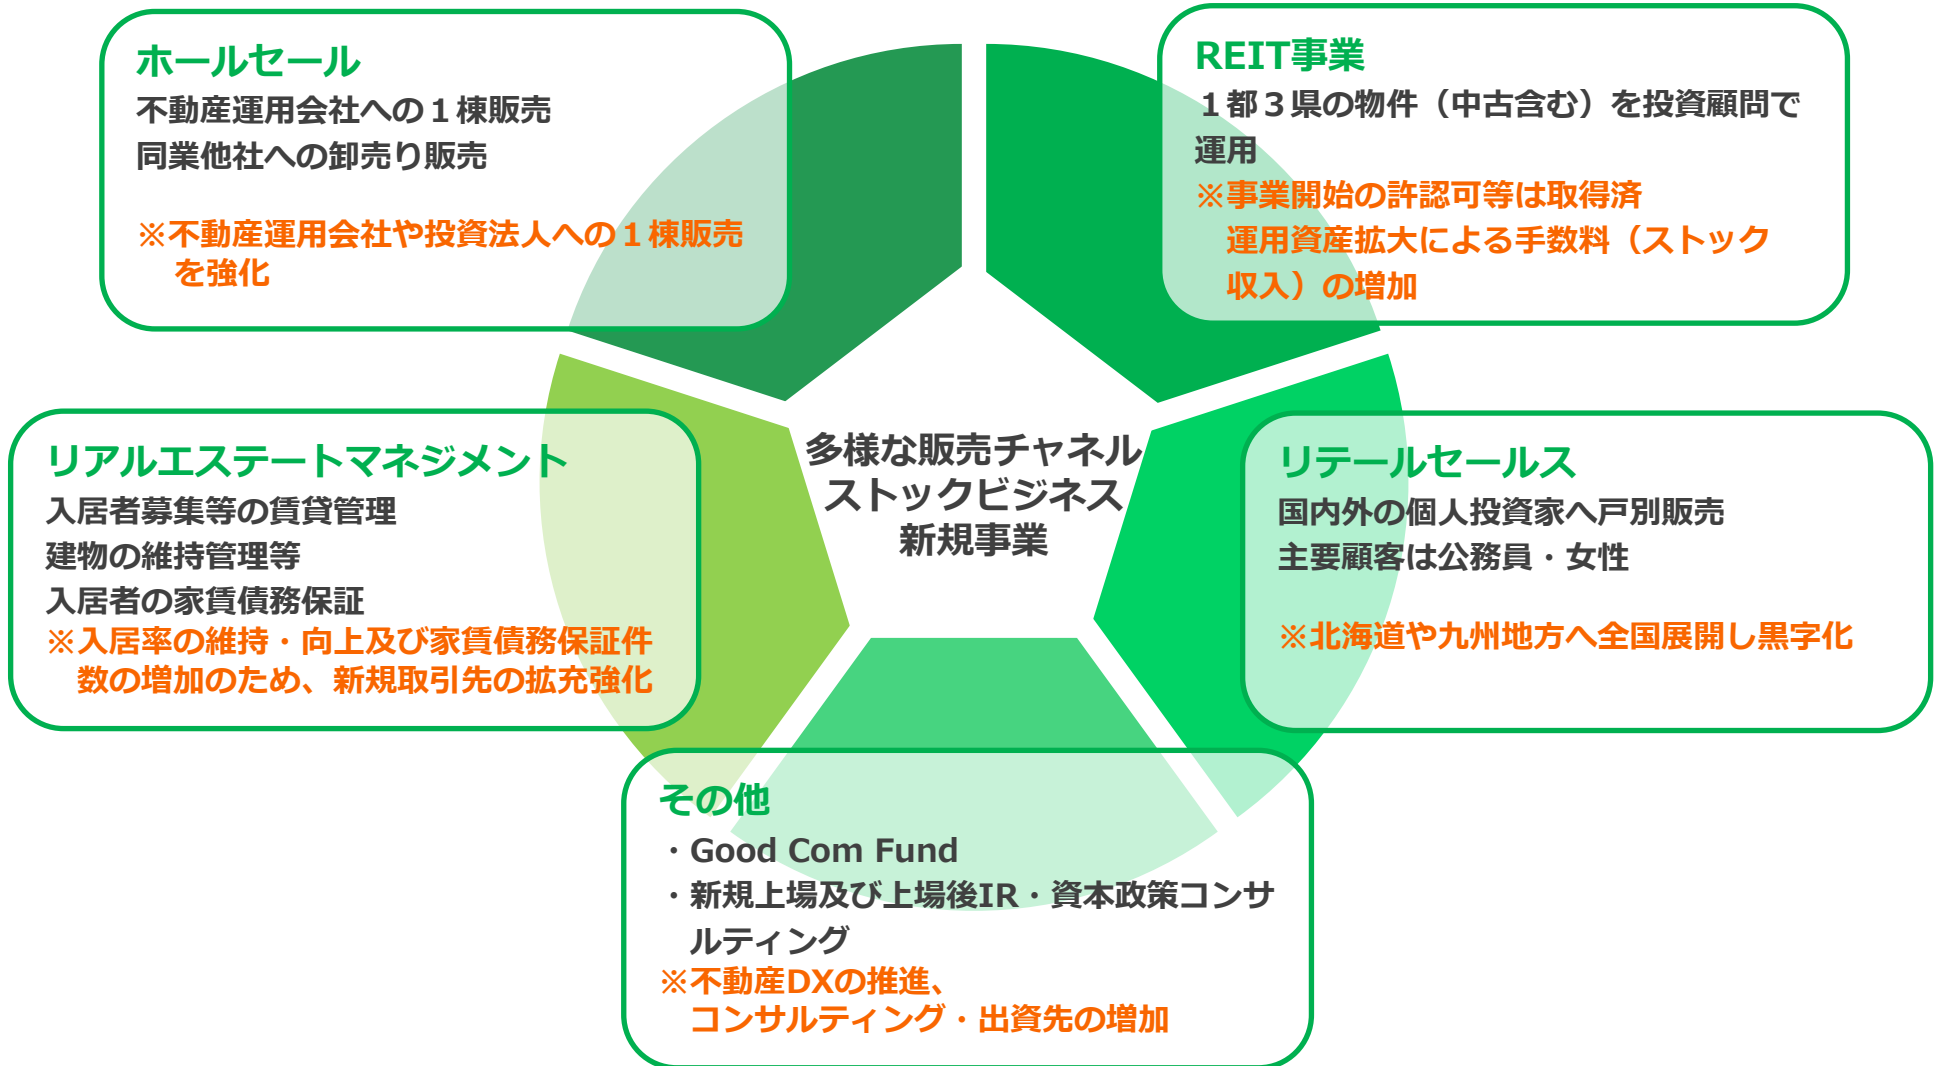 ホールセール
不動産運用会社への１棟販売
同業他社への卸売り販売
※不動産運用会社や投資法人への１棟販売
を強化
REIT事業
１都３県の物件（中古含む）を投資顧問で
運用
※事業開始の許認可等は取得済
運用資産拡大による手数料（ストック
収入）の増加
リアルエステートマネジメント
入居者募集等の賃貸管理
建物の維持管理等
入居者の家賃債務保証
※入居率の維持・向上及び家賃債務保証件
数の増加のため、新規取引先の拡充強化
多様な販売チャネル
ストックビジネス
新規事業
リテールセールス
国内外の個人投資家へ戸別販売
主要顧客は公務員・女性
※北海道や九州地方へ全国展開し黒字化
その他
・Good Com Fund
・新規上場及び上場後IR・資本政策コンサ
ルティング
※不動産DXの推進、
コンサルティング・出資先の増加